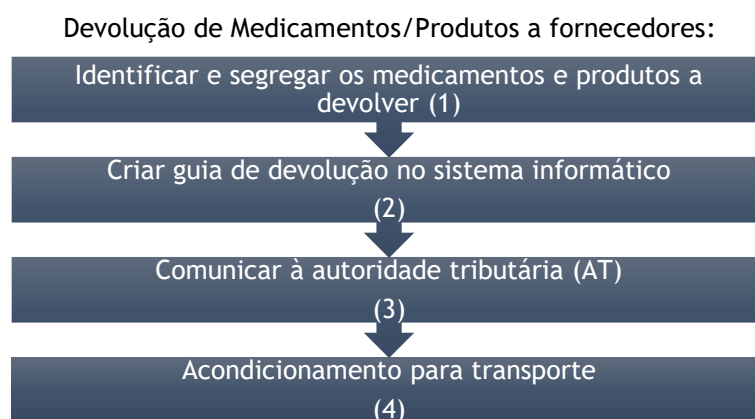 Devolução de Medicamentos/Produtos a fornecedores:
Identificar e segregar os medicamentos e produtos a
devolver (1)
Criar guia de devolução no sistema informático
(2)
Comunicar à autoridade tributária (AT)
(3)
Acondicionamento para transporte
(4)